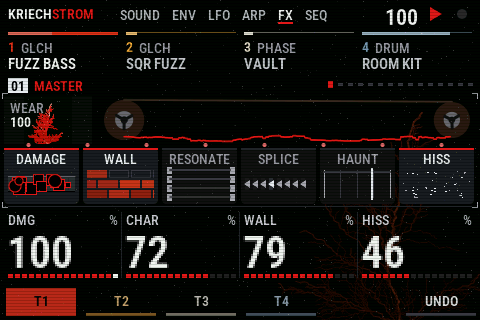 KRIECHSTROM SOUND ENV LFO ARP FX SEQ 100
1 GLCH 2 GLCH 3 PHASE 4 DRUM
FUZZ BASS SQR FUZZ VAULT ROOM KIT
01 MASTER
WEAR
100
DAMAGE WALL RESONATE SPLICE HAUNT HISS
DMG % CHAR % WALL % HISS %
100 72 79 46
T1 T2 T3 T4 UNDO